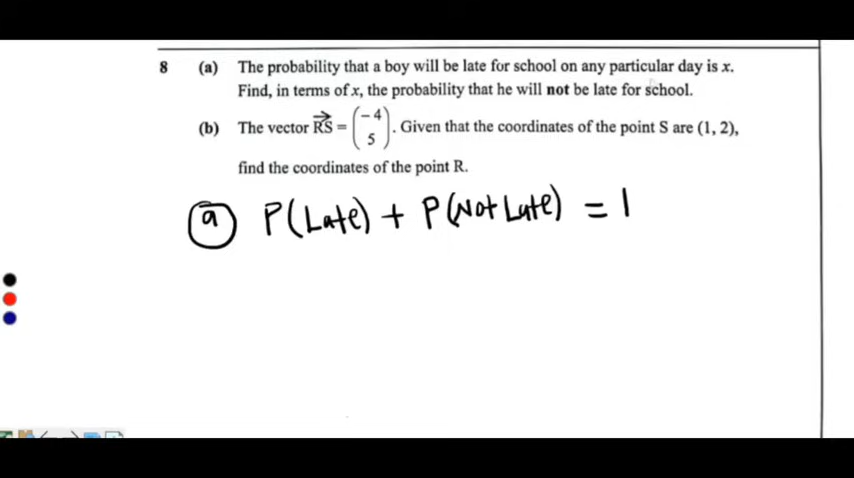 8 (a) The probability that a boy will be late for school on any particular day is x.
Find, in terms of x, the probability that he will not be late for school.
(b) The vector RS⃗ = (-4 5). Given that the coordinates of the point S are (1, 2),
find the coordinates of the point R.
(a) P(Late) + P(Not Late) = 1